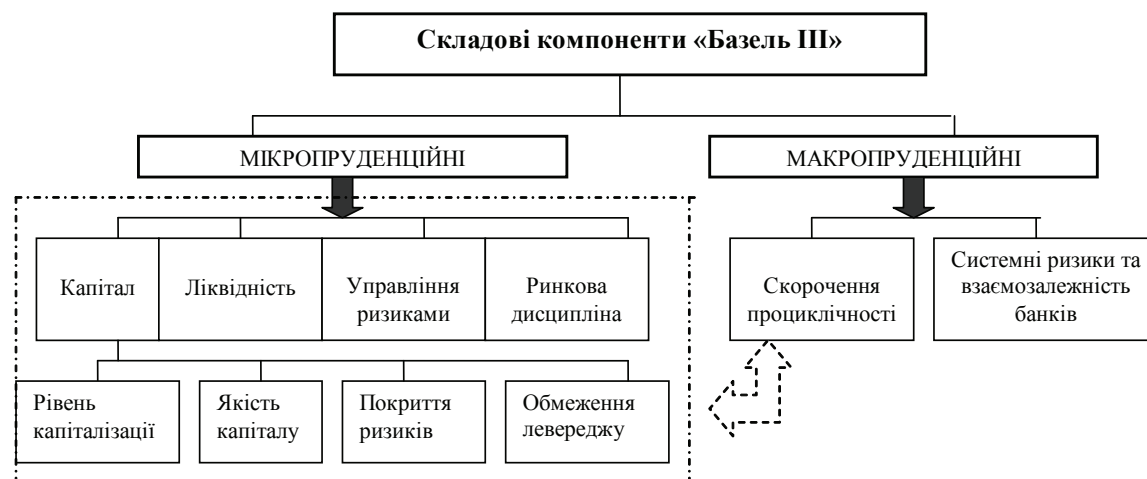 Складові компоненти «Базель III»
МІКРОПРУДЕНЦІЙНІ
МАКРОПРУДЕНЦІЙНІ
Капітал
Ліквідність
Управління
ризиками
Ринкова
дисципліна
Скорочення
проциклічності
Системні ризики та
взаємозалежність
банків
Рівень
капіталізації
Якість
капіталу
Покриття
ризиків
Обмеження
левереджу